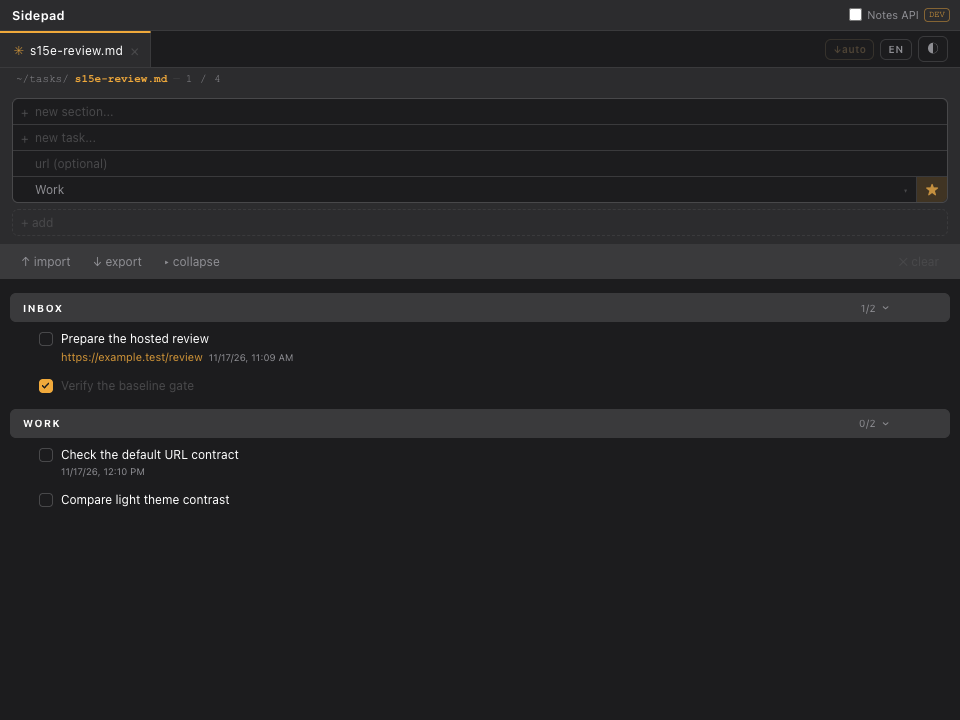 Sidepad
Notes API DEV
✳ s15e-review.md ×
↓auto EN
~/tasks/ s15e-review.md — 1 / 4
+ new section...
+ new task...
url (optional)
Work
+ add
↑ import ↓ export ▸ collapse × clear
INBOX 1/2
Prepare the hosted review
https://example.test/review 11/17/26, 11:09 AM
Verify the baseline gate
WORK 0/2
Check the default URL contract
11/17/26, 12:10 PM
Compare light theme contrast